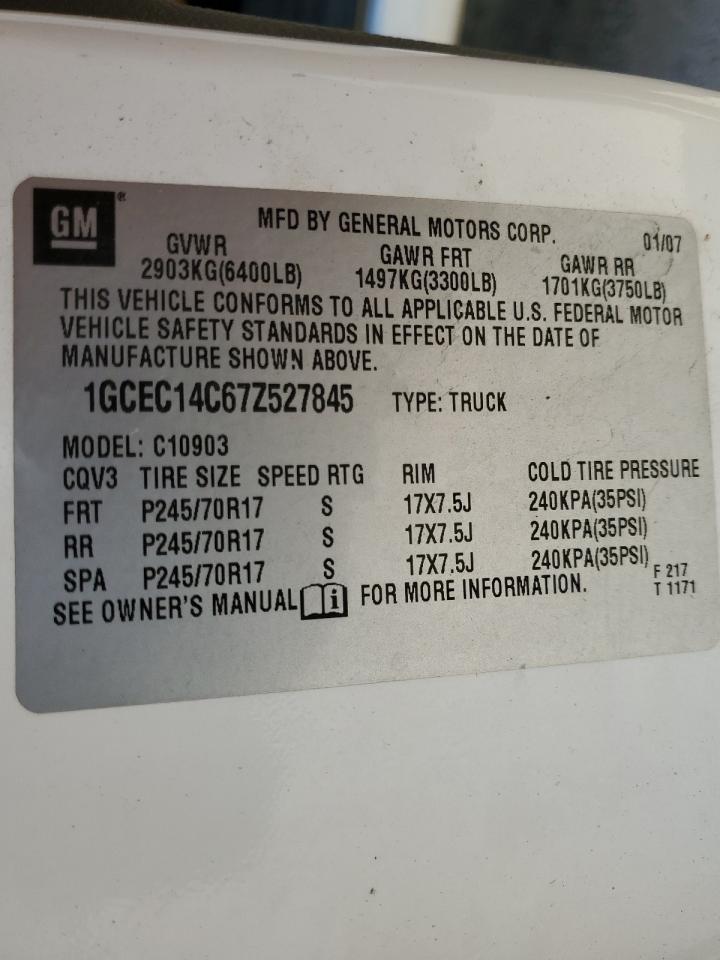 GM®
MFD BY GENERAL MOTORS CORP. 01/07
GVWR GAWR FRT GAWR RR
2903KG(6400LB) 1497KG(3300LB) 1701KG(3750LB)
THIS VEHICLE CONFORMS TO ALL APPLICABLE U.S. FEDERAL MOTOR
VEHICLE SAFETY STANDARDS IN EFFECT ON THE DATE OF
MANUFACTURE SHOWN ABOVE.
1GCEC14C67Z527845 TYPE: TRUCK
MODEL: C10903
CQV3 TIRE SIZE SPEED RTG RIM COLD TIRE PRESSURE
FRT P245/70R17 S 17X7.5J 240KPA(35PSI)
RR P245/70R17 S 17X7.5J 240KPA(35PSI)
SPA P245/70R17 S 17X7.5J 240KPA(35PSI)
F 217
T 1171
SEE OWNER'S MANUAL i FOR MORE INFORMATION.